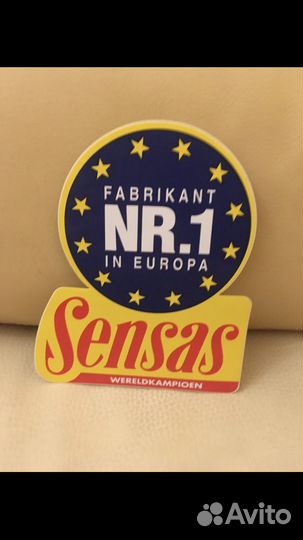 FABRIKANT
NR.1
IN EUROPA
Sensas
WERELDKAMPIOEN
Avito